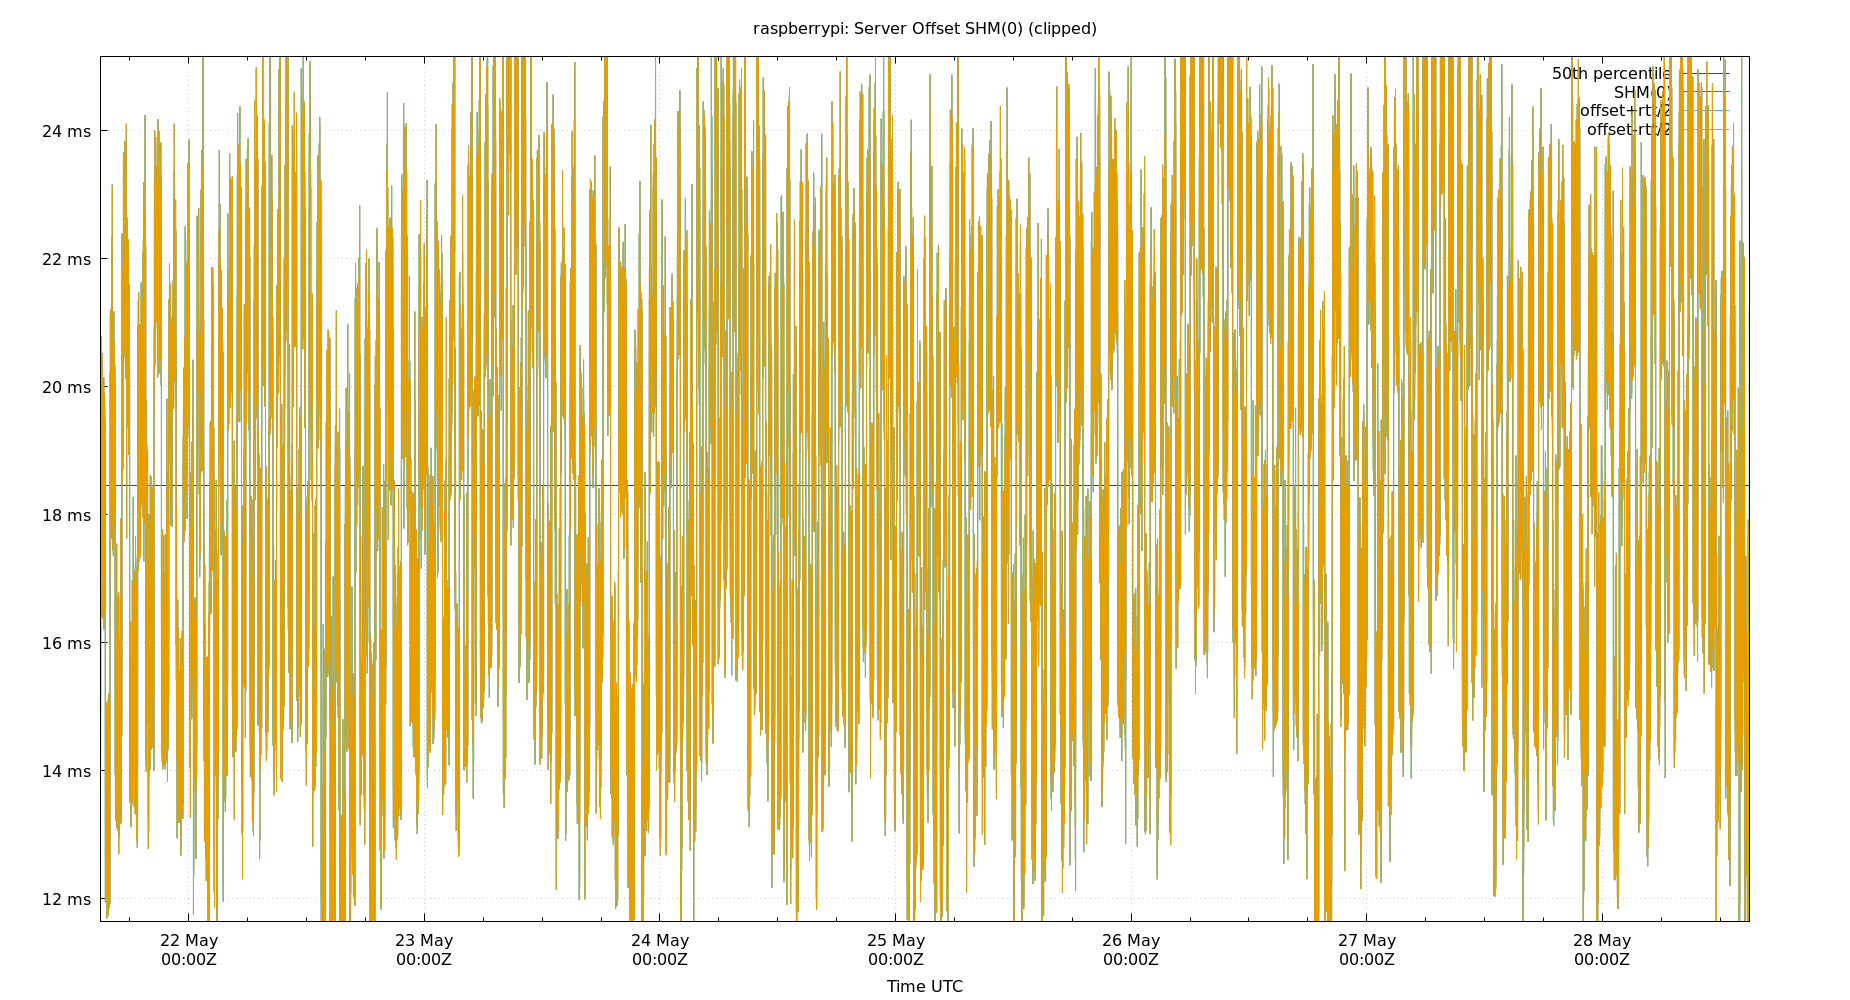 raspberrypi: Server Offset SHM(0) (clipped)
50th percentile
SHM(0)
offset+rtt/2
offset-rtt/2
24 ms
22 ms
20 ms
18 ms
16 ms
14 ms
12 ms
22 May 23 May 24 May 25 May 26 May 27 May 28 May
00:00Z 00:00Z 00:00Z 00:00Z 00:00Z 00:00Z 00:00Z
Time UTC